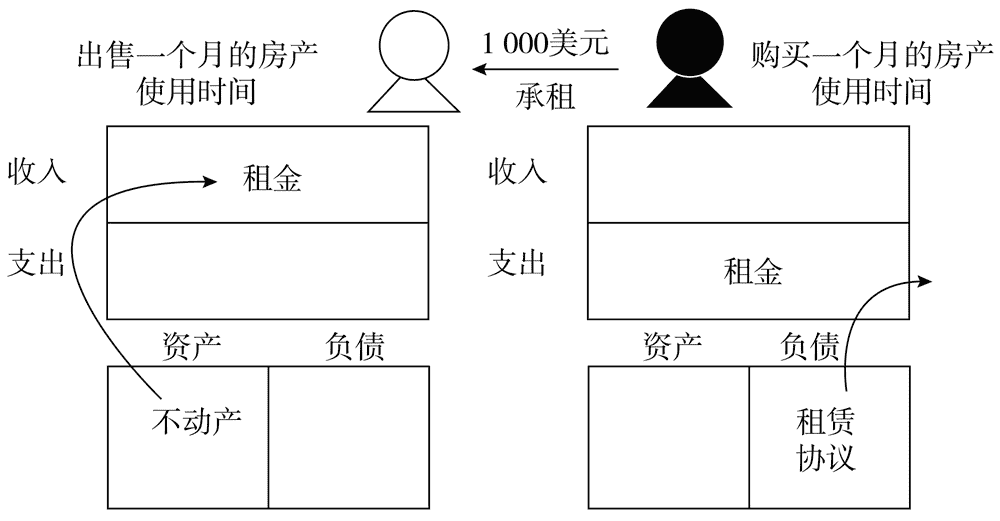 出售一个月的房产
使用时间
1 000美元
承租
购买一个月的房产
使用时间
收入
租金
支出
资产
负债
不动产
收入
支出
租金
资产
负债
租赁
协议